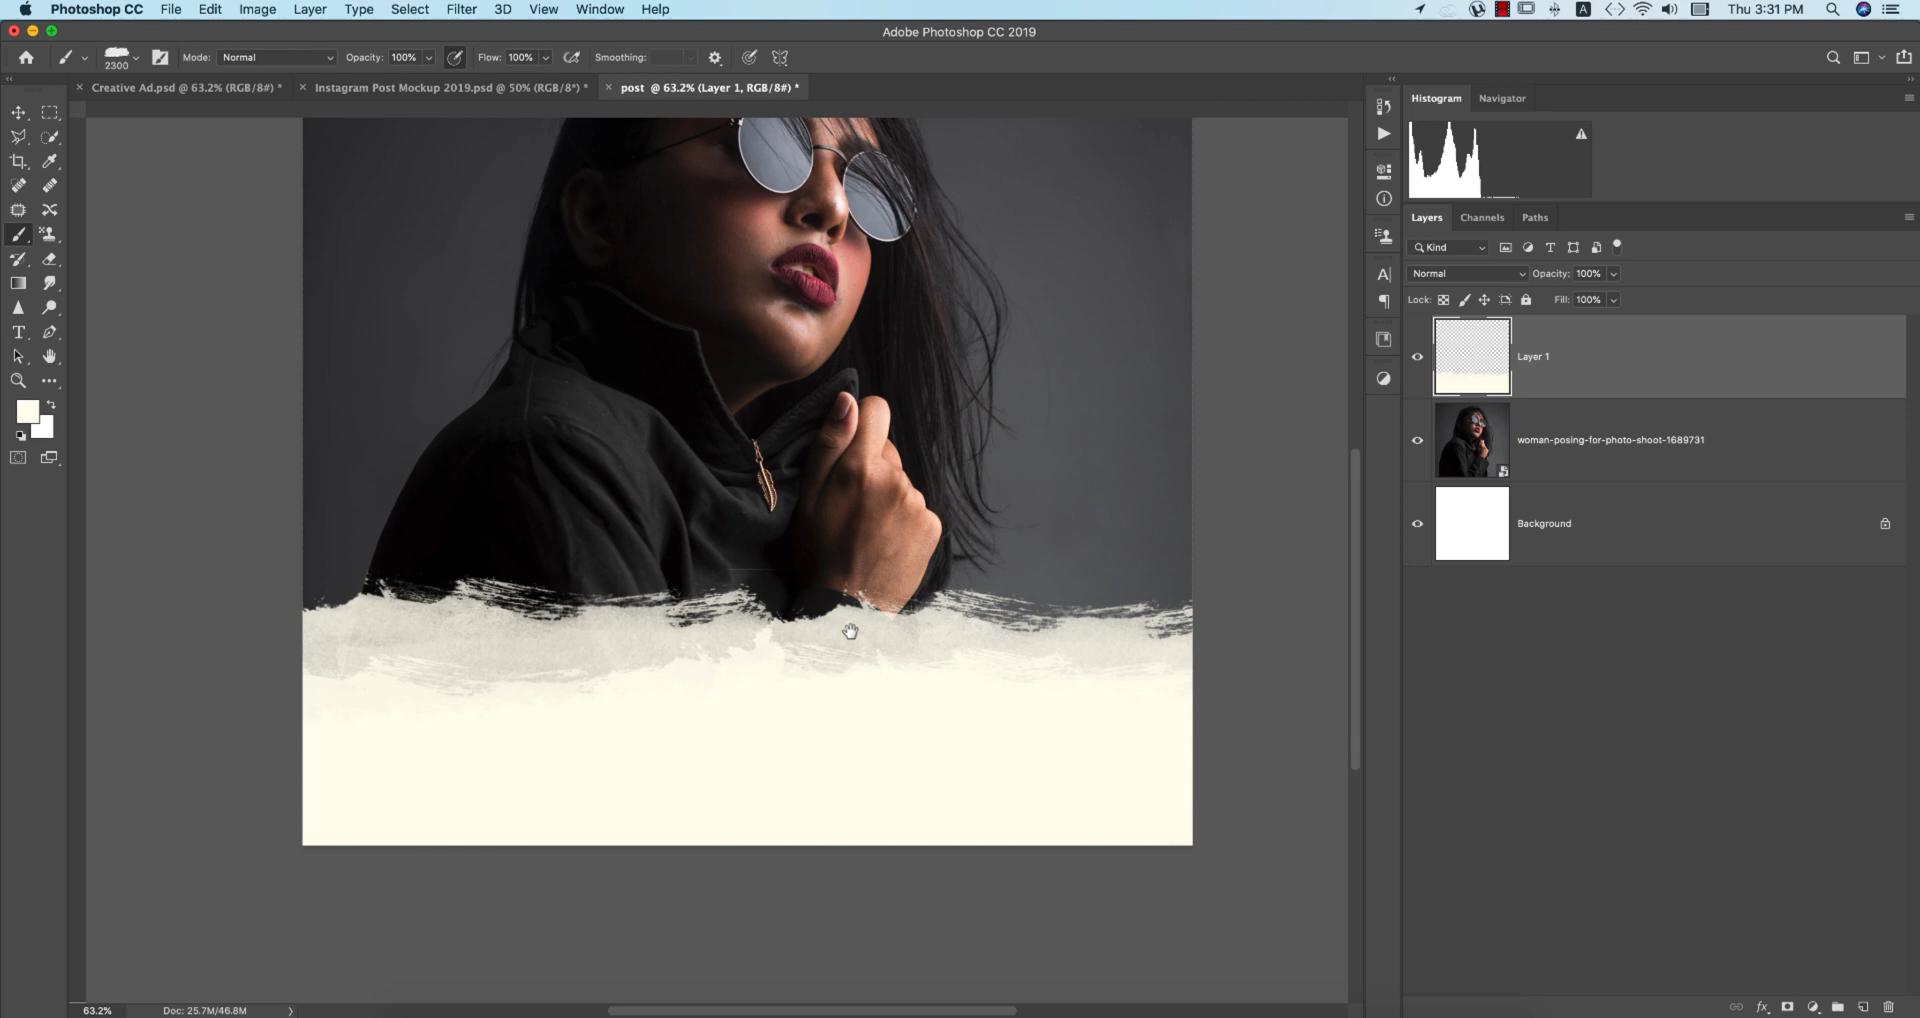 Photoshop CC File Edit Image Layer Type Select Filter 3D View Window Help A Thu 3:31 PM
Adobe Photoshop CC 2019
2300 Mode: Normal Opacity: 100% Flow: 100% Smoothing:
× Creative Ad.psd @ 63.2% (RGB/8#) * × Instagram Post Mockup 2019.psd @ 50% (RGB/8*) * × post @ 63.2% (Layer 1, RGB/8#) *
Histogram Navigator
Layers Channels Paths
Kind
Normal Opacity: 100%
Lock: Fill: 100%
Layer 1
woman-posing-for-photo-shoot-1689731
Background
63.2% Doc: 25.7M/46.8M
fx